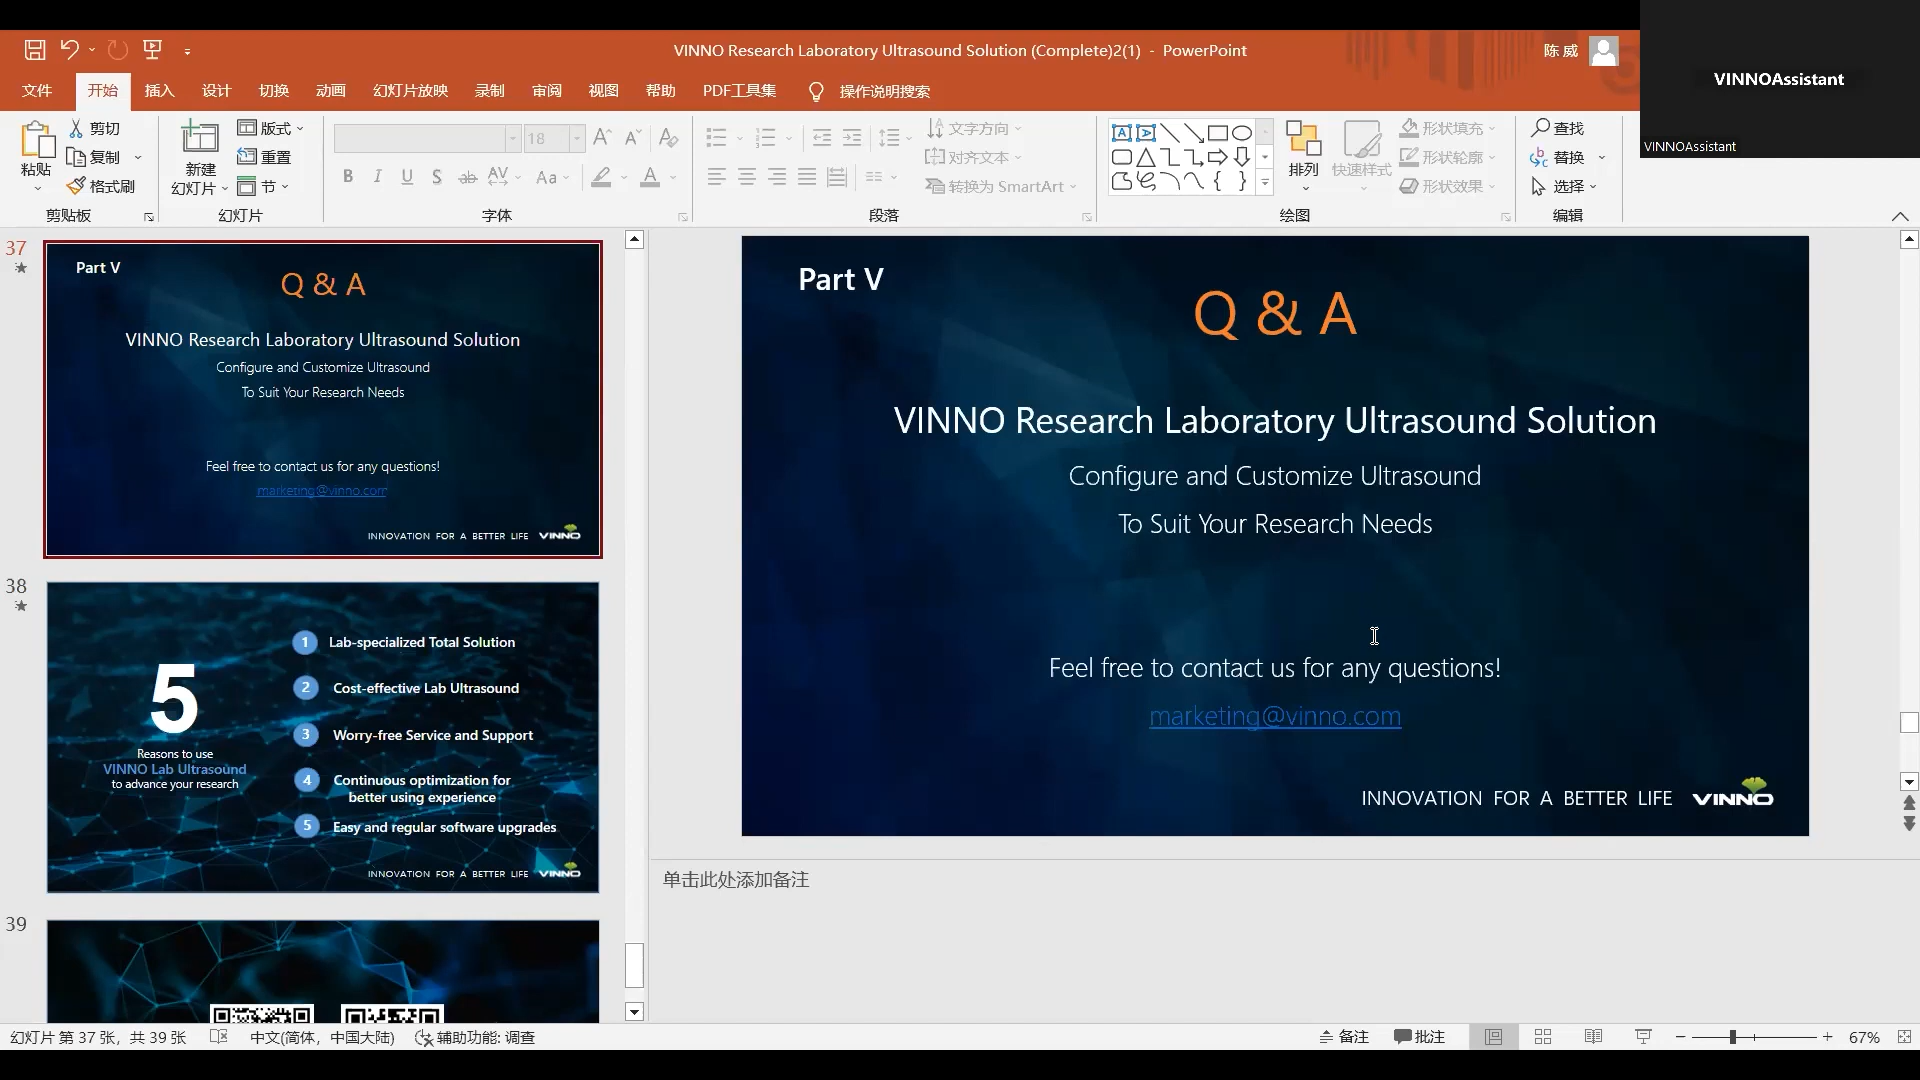 VINNO Research Laboratory Ultrasound Solution (Complete)2(1) - PowerPoint
陈 威
VINNOAssistant
VINNOAssistant
文件 开始 插入 设计 切换 动画 幻灯片放映 录制 审阅 视图 帮助 PDF工具集 操作说明搜索
粘贴
剪切
复制
格式刷
剪贴板
新建
幻灯片
版式
重置
节
幻灯片
18
B I U S ab AV Aa A
字体
文字方向
对齐文本
转换为 SmartArt
段落
排列
快速样式
形状填充
形状轮廓
形状效果
绘图
查找
替换
选择
编辑
37
Part V
Q & A
VINNO Research Laboratory Ultrasound Solution
Configure and Customize Ultrasound
To Suit Your Research Needs
Feel free to contact us for any questions!
marketing@vinno.com
INNOVATION FOR A BETTER LIFE VINNO
38
5
Reasons to use
VINNO Lab Ultrasound
to advance your research
1 Lab-specialized Total Solution
2 Cost-effective Lab Ultrasound
3 Worry-free Service and Support
4 Continuous optimization for
better using experience
5 Easy and regular software upgrades
INNOVATION FOR A BETTER LIFE VINNO
39
Part V
Q & A
VINNO Research Laboratory Ultrasound Solution
Configure and Customize Ultrasound
To Suit Your Research Needs
Feel free to contact us for any questions!
marketing@vinno.com
INNOVATION FOR A BETTER LIFE VINNO
单击此处添加备注
幻灯片 第 37 张，共 39 张 中文(简体，中国大陆) 辅助功能: 调查 备注 批注 67%